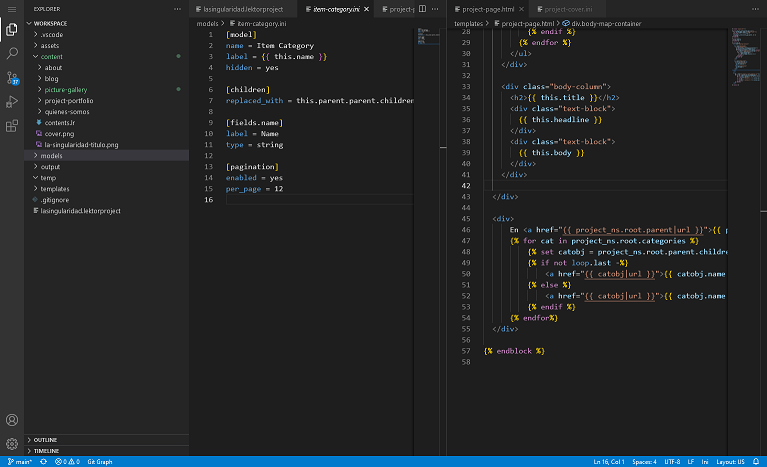 EXPLORER
WORKSPACE
.vscode
assets
content
about
blog
picture-gallery
project-portfolio
quienes-somos
contents.lr
cover.png
la-singularidad-titulo.png
models
output
temp
templates
.gitignore
lasingularidad.lektorproject
OUTLINE
TIMELINE
37
lasingularidad.lektorproject
item-category.ini
project-p
models > item-category.ini
1 [model]
2 name = Item Category
3 label = {{ this.name }}
4 hidden = yes
5
6 [children]
7 replaced_with = this.parent.parent.children
8
9 [fields.name]
10 label = Name
11 type = string
12
13 [pagination]
14 enabled = yes
15 per_page = 12
16
project-page.html
project-cover.ini
templates > project-page.html > div.body-map-container
28 {% endif %}
29 {% endfor %}
30 </ul>
31 </div>
32
33 <div class="body-column">
34 <h2>{{ this.title }}</h2>
35 <div class="text-block">
36 {{ this.headline }}
37 </div>
38 <div class="text-block">
39 {{ this.body }}
40 </div>
41 </div>
42
43 </div>
44
45 <div>
46 En <a href="{{ project_ns.root.parent|url }}">{{ p
47 {% for cat in project_ns.root.categories %}
48 {% set catobj = project_ns.root.parent.childre
49 {% if not loop.last -%}
50 <a href="{{ catobj|url }}">{{ catobj.name
51 {% else %}
52 <a href="{{ catobj|url }}">{{ catobj.name
53 {% endif %}
54 {% endfor%}
55 </div>
56
57 {% endblock %}
58
main*
0 0
Git Graph
Ln 16, Col 1
Spaces: 4
UTF-8
LF
Ini
Layout: US